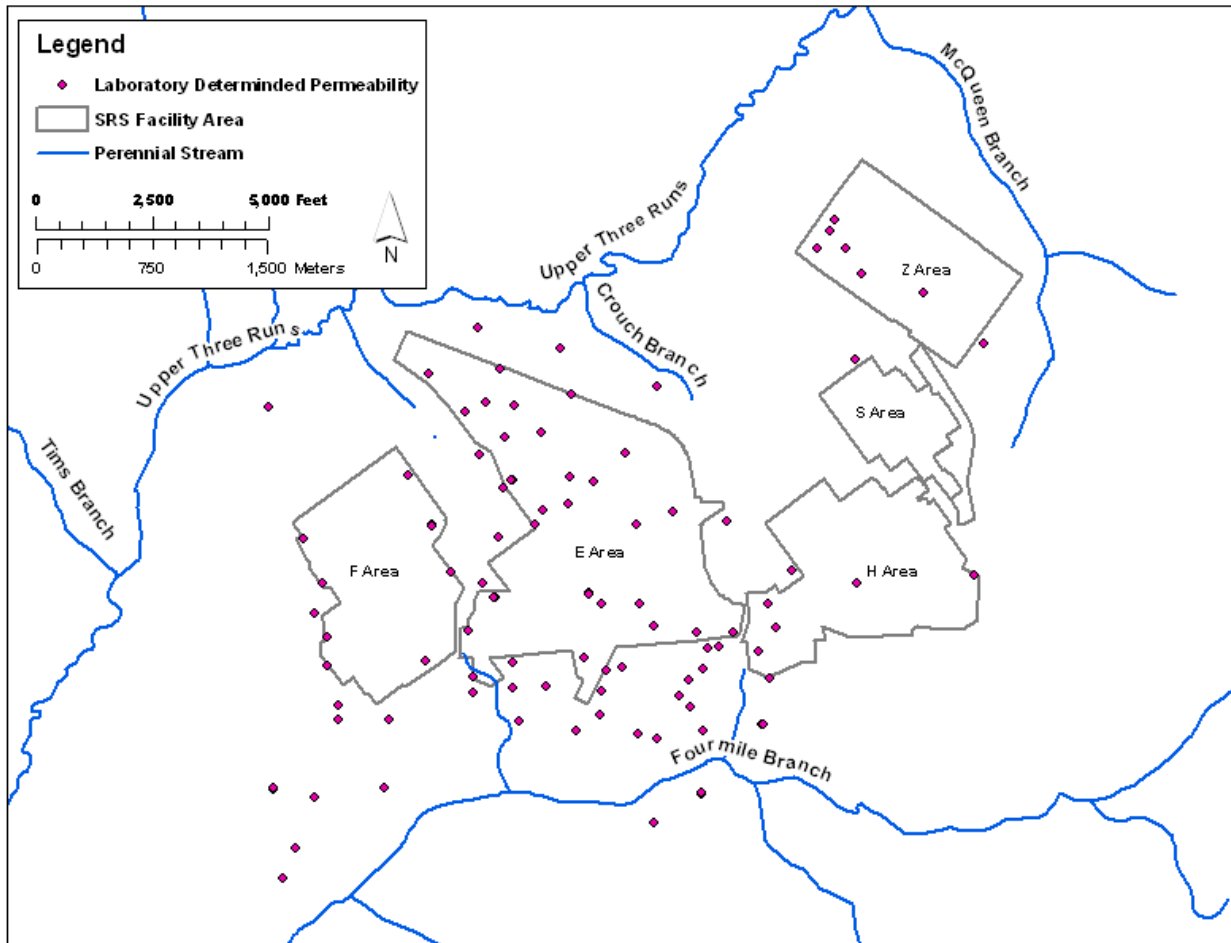 Legend
Laboratory Determinded Permeability
SRS Facility Area
Perennial Stream
0 2,500 5,000 Feet
0 750 1,500 Meters
N
McQueen Branch
Upper Three Runs
Crouch Branch
Z Area
Upper Three Runs
S Area
Tims Branch
E Area
F Area
H Area
Fourmile Branch